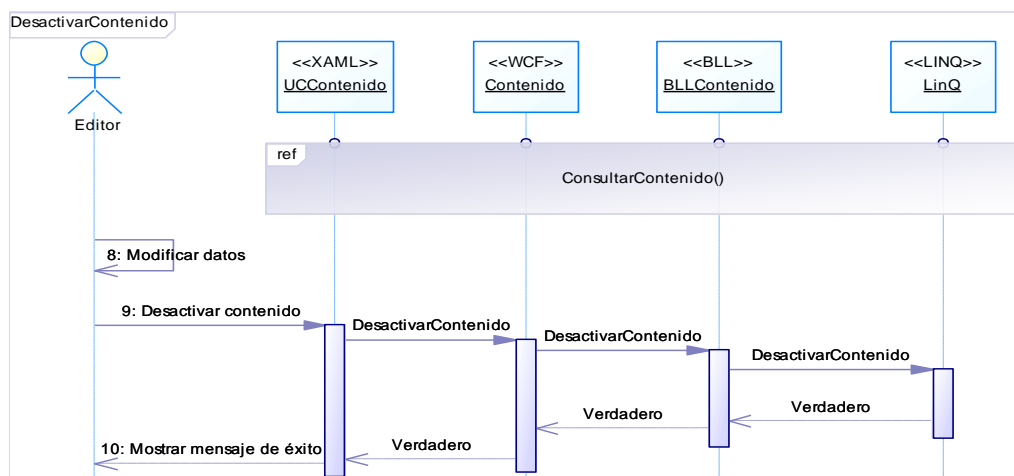 DesactivarContenido
Editor
<<XAML>>
UCContenido
<<WCF>>
Contenido
<<BLL>>
BLLContenido
<<LINQ>>
LinQ
ref
ConsultarContenido()
8: Modificar datos
9: Desactivar contenido
DesactivarContenido
DesactivarContenido
DesactivarContenido
Verdadero
Verdadero
Verdadero
10: Mostrar mensaje de éxito